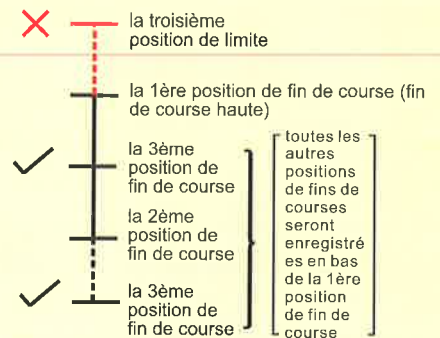 la troisième
position de limite
la 1ère position de fin de course (fin
de course haute)
la 3ème
position de
fin de course
la 2ème
position de
fin de course
la 3ème
position de
fin de course
toutes les
autres
positions
de fins de
courses
seront
enregistré
es en bas
de la 1ère
position
de fin de
course